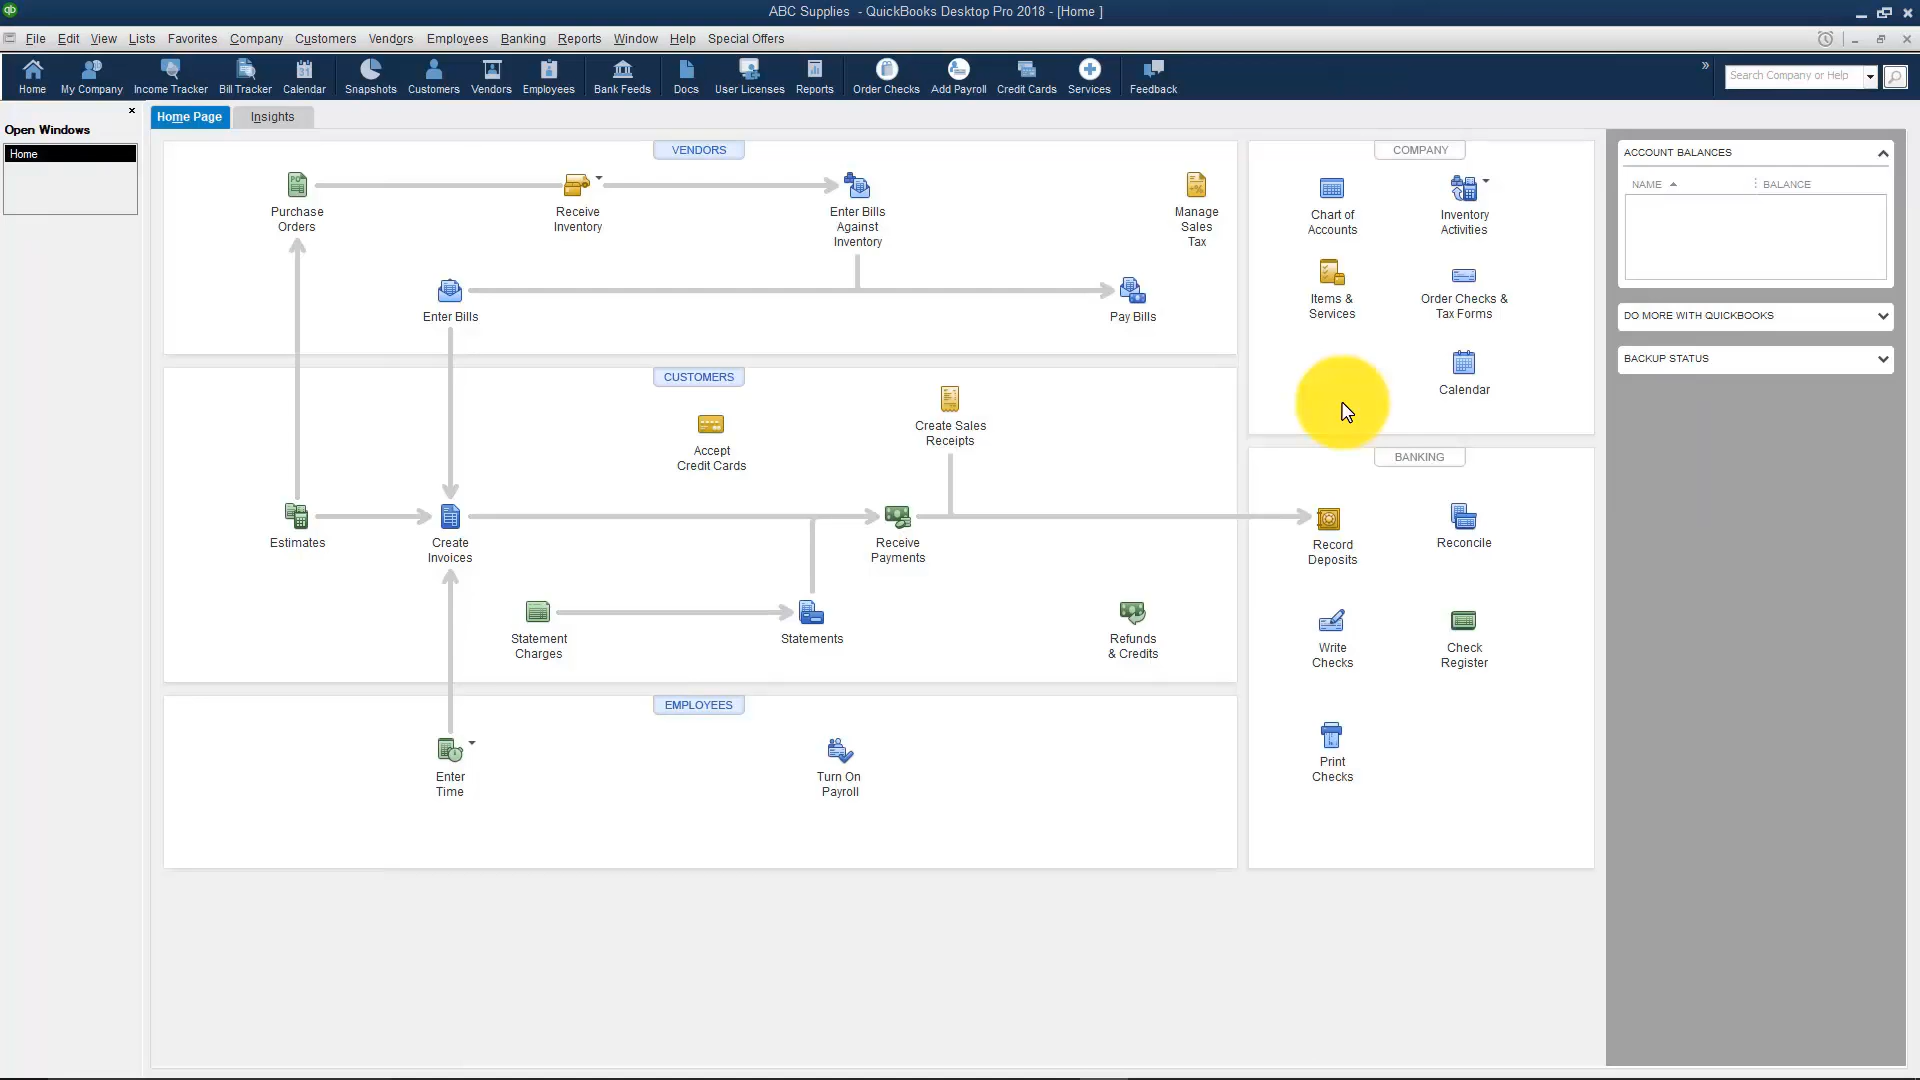 ABC Supplies - QuickBooks Desktop Pro 2018 - [Home ]
File Edit View Lists Favorites Company Customers Vendors Employees Banking Reports Window Help Special Offers
Home My Company Income Tracker Bill Tracker Calendar Snapshots Customers Vendors Employees Bank Feeds Docs User Licenses Reports Order Checks Add Payroll Credit Cards Services Feedback
Search Company or Help
Open Windows
Home
Home Page Insights
VENDORS
Purchase
Orders
Receive
Inventory
Enter Bills
Against
Inventory
Manage
Sales
Tax
Enter Bills
Pay Bills
CUSTOMERS
Accept
Credit Cards
Create Sales
Receipts
Estimates
Create
Invoices
Receive
Payments
Statement
Charges
Statements
Refunds
& Credits
EMPLOYEES
Enter
Time
Turn On
Payroll
COMPANY
Chart of
Accounts
Inventory
Activities
Items &
Services
Order Checks &
Tax Forms
Calendar
BANKING
Record
Deposits
Reconcile
Write
Checks
Check
Register
Print
Checks
ACCOUNT BALANCES
NAME BALANCE
DO MORE WITH QUICKBOOKS
BACKUP STATUS